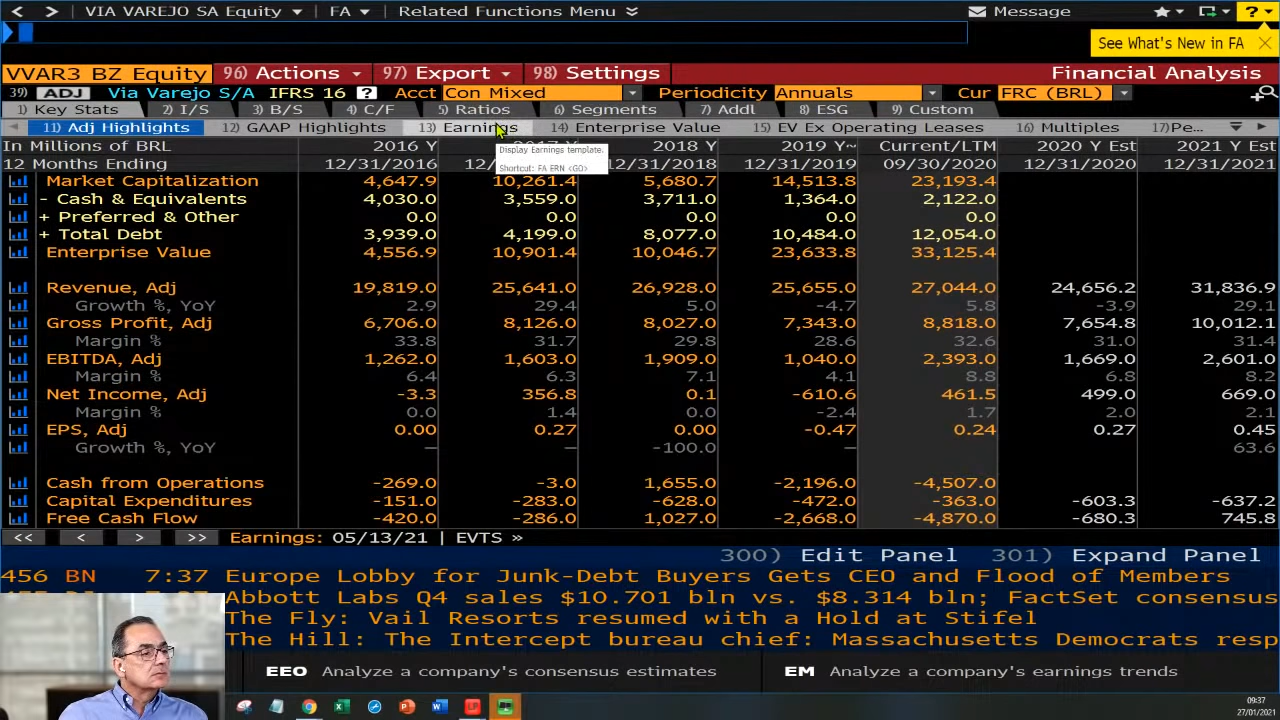 < > VIA VAREJO SA Equity FA Related Functions Menu Message ?
See What's New in FA
VVAR3 BZ Equity 96) Actions 97) Export 98) Settings Financial Analysis
39) ADJ Via Varejo S/A IFRS 16 ? Acct Con Mixed Periodicity Annuals Cur FRC (BRL)
1) Key Stats 2) I/S 3) B/S 4) C/F 5) Ratios 6) Segments 7) Addl 8) ESG 9) Custom
11) Adj Highlights 12) GAAP Highlights 13) Earnings 14) Enterprise Value 15) EV Ex Operating Leases 16) Multiples 17)Pe…
Display Earnings template.
Shortcut: FA ERN <GO>
In Millions of BRL 2016 Y 2017 Y 2018 Y 2019 Y~ Current/LTM 2020 Y Est 2021 Y Est
12 Months Ending 12/31/2016 12/ /31/2018 12/31/2019 09/30/2020 12/31/2020 12/31/2021
Market Capitalization 4,647.9 10,261.4 5,680.7 14,513.8 23,193.4
- Cash & Equivalents 4,030.0 3,559.0 3,711.0 1,364.0 2,122.0
+ Preferred & Other 0.0 0.0 0.0 0.0 0.0
+ Total Debt 3,939.0 4,199.0 8,077.0 10,484.0 12,054.0
Enterprise Value 4,556.9 10,901.4 10,046.7 23,633.8 33,125.4
Revenue, Adj 19,819.0 25,641.0 26,928.0 25,655.0 27,044.0 24,656.2 31,836.9
Growth %, YoY 2.9 29.4 5.0 -4.7 5.8 -3.9 29.1
Gross Profit, Adj 6,706.0 8,126.0 8,027.0 7,343.0 8,818.0 7,654.8 10,012.1
Margin % 33.8 31.7 29.8 28.6 32.6 31.0 31.4
EBITDA, Adj 1,262.0 1,603.0 1,909.0 1,040.0 2,393.0 1,669.0 2,601.0
Margin % 6.4 6.3 7.1 4.1 8.8 6.8 8.2
Net Income, Adj -3.3 356.8 0.1 -610.6 461.5 499.0 669.0
Margin % 0.0 1.4 0.0 -2.4 1.7 2.0 2.1
EPS, Adj 0.00 0.27 0.00 -0.47 0.24 0.27 0.45
Growth %, YoY — — -100.0 — 63.6
Cash from Operations -269.0 -3.0 1,655.0 -2,196.0 -4,507.0
Capital Expenditures -151.0 -283.0 -628.0 -472.0 -363.0 -603.3 -637.2
Free Cash Flow -420.0 -286.0 1,027.0 -2,668.0 -4,870.0 -680.3 745.8
<< < > >> Earnings: 05/13/21 | EVTS »
300) Edit Panel 301) Expand Panel
456 BN 7:37 Europe Lobby for Junk-Debt Buyers Gets CEO and Flood of Members
Abbott Labs Q4 sales $10.701 bln vs. $8.314 bln; FactSet consensus
The Fly: Vail Resorts resumed with a Hold at Stifel
The Hill: The Intercept bureau chief: Massachusetts Democrats resp
EEO Analyze a company's consensus estimates EM Analyze a company's earnings trends
09:37
27/01/2021